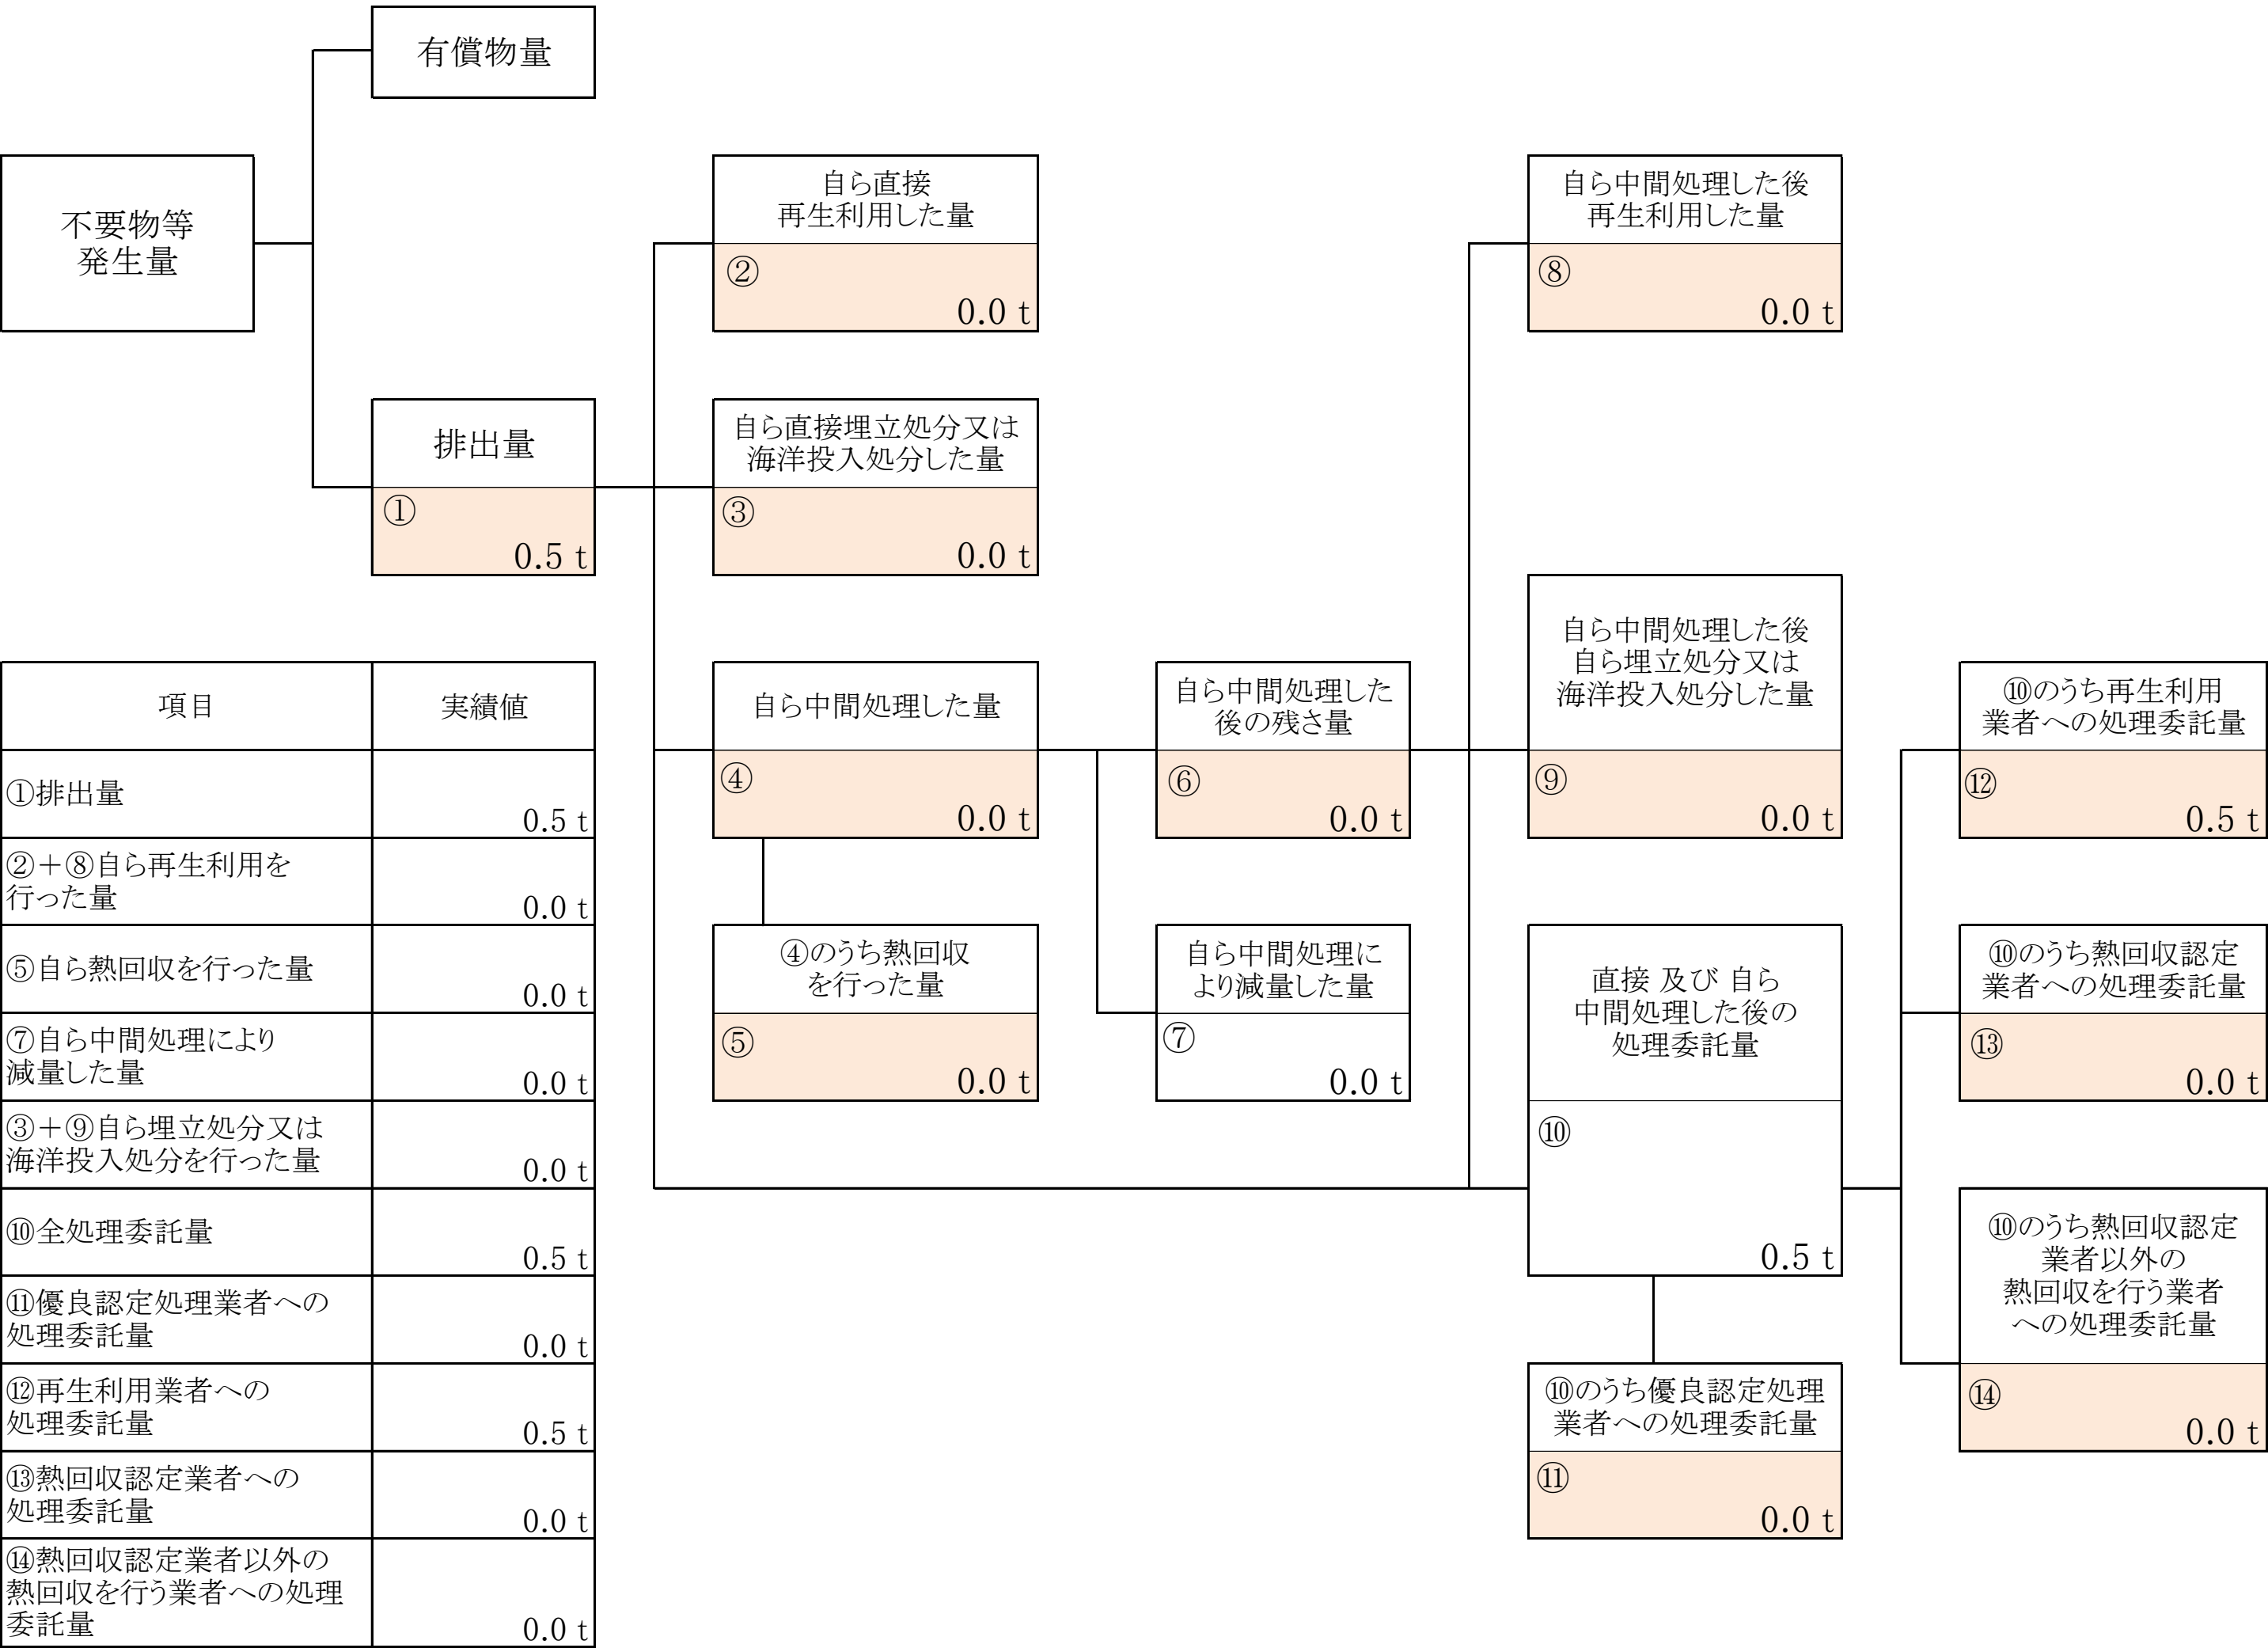 有償物量
不要物等
発生量
自ら直接
再生利用した量
②
0.0 t
自ら中間処理した後
再生利用した量
⑧
0.0 t
排出量
①
0.5 t
自ら直接埋立処分又は
海洋投入処分した量
③
0.0 t
自ら中間処理した量
④
0.0 t
自ら中間処理した
後の残さ量
⑥
0.0 t
自ら中間処理した後
自ら埋立処分又は
海洋投入処分した量
⑨
0.0 t
⑩のうち再生利用
業者への処理委託量
⑫
0.5 t
④のうち熱回収
を行った量
⑤
0.0 t
自ら中間処理に
より減量した量
⑦
0.0 t
直接 及び 自ら
中間処理した後の
処理委託量
⑩
0.5 t
⑩のうち熱回収認定
業者への処理委託量
⑬
0.0 t
⑩のうち熱回収認定
業者以外の
熱回収を行う業者
への処理委託量
⑭
0.0 t
⑩のうち優良認定処理
業者への処理委託量
⑪
0.0 t
項目 実績値
①排出量
0.5 t
②＋⑧自ら再生利用を
行った量
0.0 t
⑤自ら熱回収を行った量
0.0 t
⑦自ら中間処理により
減量した量
0.0 t
③＋⑨自ら埋立処分又は
海洋投入処分を行った量
0.0 t
⑩全処理委託量
0.5 t
⑪優良認定処理業者への
処理委託量
0.0 t
⑫再生利用業者への
処理委託量
0.5 t
⑬熱回収認定業者への
処理委託量
0.0 t
⑭熱回収認定業者以外の
熱回収を行う業者への処理
委託量
0.0 t